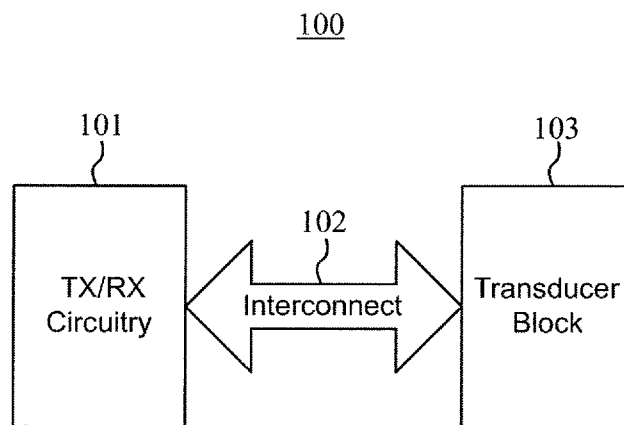 100
101
103
102
TX/RX
Circuitry
Interconnect
Transducer
Block